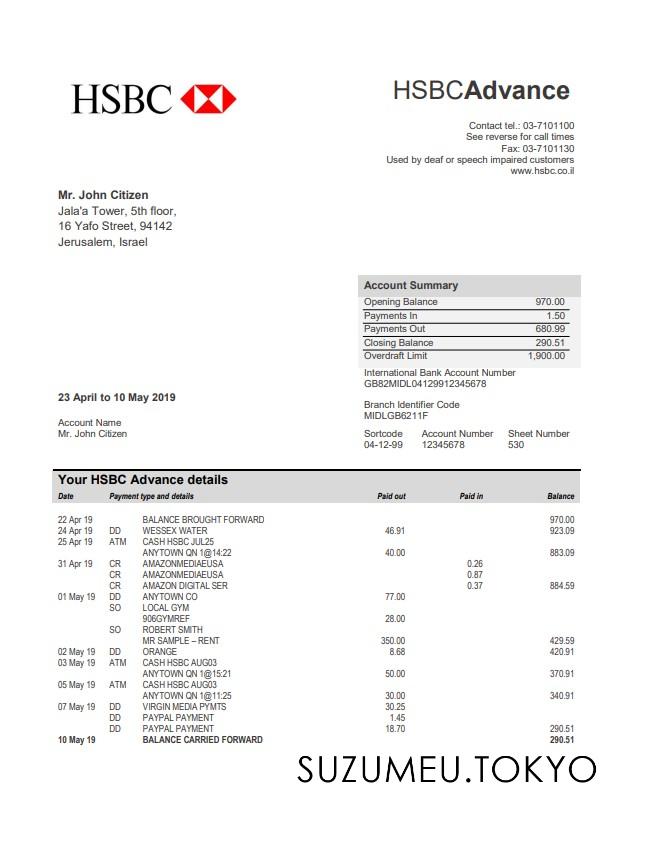 HSBC
HSBCAdvance
Contact tel.: 03-7101100
See reverse for call times
Fax: 03-7101130
Used by deaf or speech impaired customers
www.hsbc.co.il
Mr. John Citizen
Jala'a Tower, 5th floor,
16 Yafo Street, 94142
Jerusalem, Israel
Account Summary
Opening Balance 970.00
Payments In 1.50
Payments Out 680.99
Closing Balance 290.51
Overdraft Limit 1,900.00
International Bank Account Number
GB82MIDL04129912345678
23 April to 10 May 2019
Branch Identifier Code
MIDLGB6211F
Account Name
Mr. John Citizen
Sortcode Account Number Sheet Number
04-12-99 12345678 530
Your HSBC Advance details
Date Payment type and details Paid out Paid in Balance
22 Apr 19 BALANCE BROUGHT FORWARD 970.00
24 Apr 19 DD WESSEX WATER 46.91 923.09
25 Apr 19 ATM CASH HSBC JUL25
ANYTOWN QN 1@14:22 40.00 883.09
31 Apr 19 CR AMAZONMEDIAEUSA 0.26
CR AMAZONMEDIAEUSA 0.87
CR AMAZON DIGITAL SER 0.37 884.59
01 May 19 DD ANYTOWN CO 77.00
SO LOCAL GYM
906GYMREF 28.00
SO ROBERT SMITH
MR SAMPLE – RENT 350.00 429.59
02 May 19 DD ORANGE 8.68 420.91
03 May 19 ATM CASH HSBC AUG03
ANYTOWN QN 1@15:21 50.00 370.91
05 May 19 ATM CASH HSBC AUG03
ANYTOWN QN 1@11:25 30.00 340.91
07 May 19 DD VIRGIN MEDIA PYMTS 30.25
DD PAYPAL PAYMENT 1.45
DD PAYPAL PAYMENT 18.70 290.51
10 May 19 BALANCE CARRIED FORWARD 290.51
SUZUMEU.TOKYO